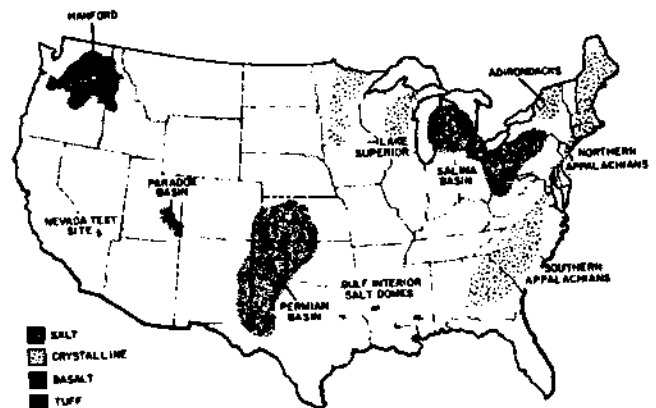 HANFORD
ADIRONDACKS
LAKE
SUPERIOR
NORTHERN
APPALACHIANS
SALINA
BASIN
PARADOX
BASIN
NEVADA TEST
SITE
GULF INTERIOR
SALT DOMES
SOUTHERN
APPALACHIANS
PERMIAN
BASIN
SALT
CRYSTALLINE
BASALT
TUFF